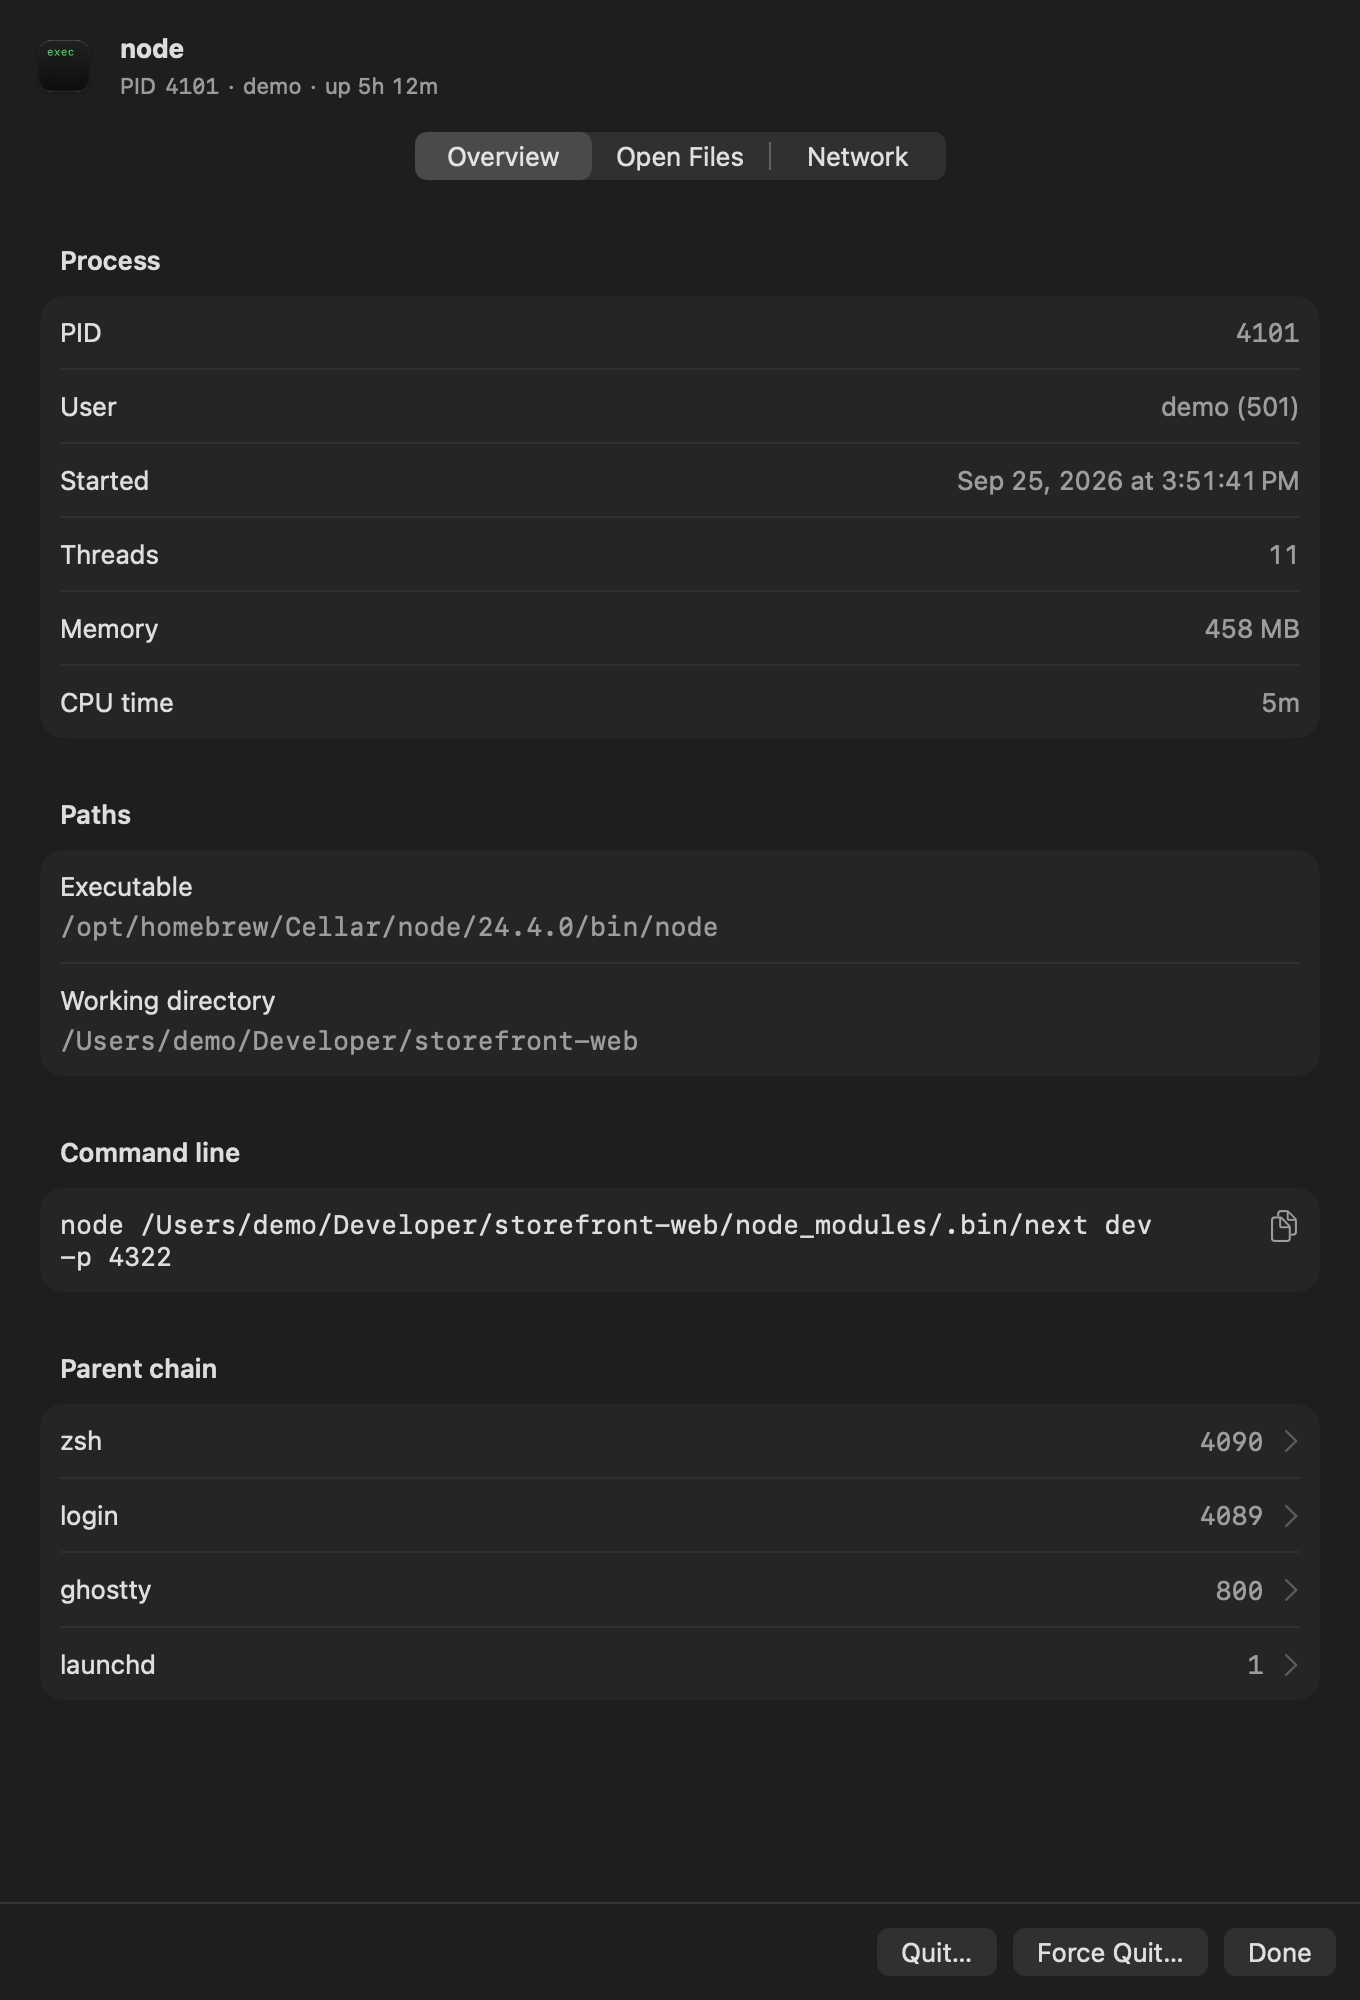 exec
node
PID 4101 · demo · up 5h 12m
Overview
Open Files
Network
Process
PID 4101
User demo (501)
Started Sep 25, 2026 at 3:51:41 PM
Threads 11
Memory 458 MB
CPU time 5m
Paths
Executable
/opt/homebrew/Cellar/node/24.4.0/bin/node
Working directory
/Users/demo/Developer/storefront-web
Command line
node /Users/demo/Developer/storefront-web/node_modules/.bin/next dev
-p 4322
Parent chain
zsh 4090
login 4089
ghostty 800
launchd 1
Quit...
Force Quit...
Done